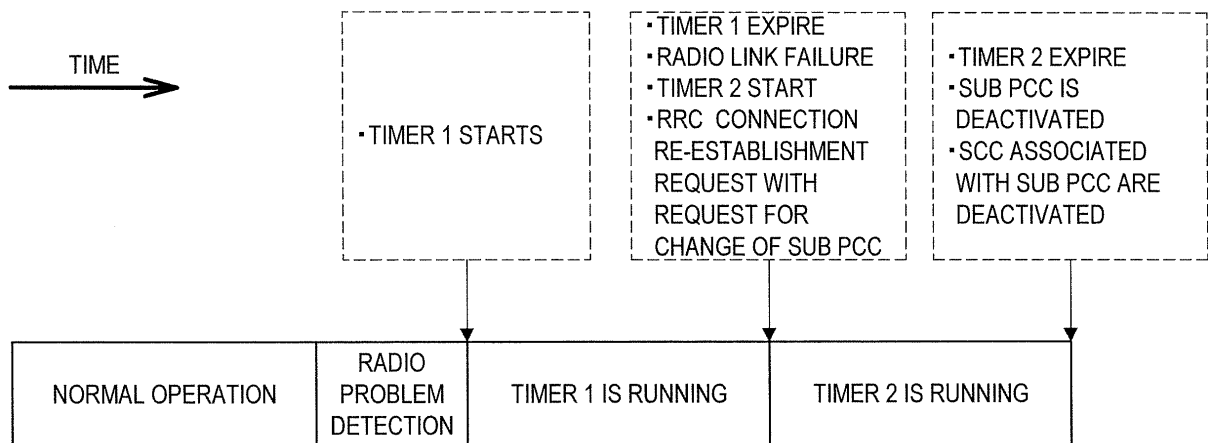 TIME
・TIMER 1 STARTS
・TIMER 1 EXPIRE
・RADIO LINK FAILURE
・TIMER 2 START
・RRC CONNECTION
RE-ESTABLISHMENT
REQUEST WITH
REQUEST FOR
CHANGE OF SUB PCC
・TIMER 2 EXPIRE
・SUB PCC IS
DEACTIVATED
・SCC ASSOCIATED
WITH SUB PCC ARE
DEACTIVATED
NORMAL OPERATION
RADIO
PROBLEM
DETECTION
TIMER 1 IS RUNNING
TIMER 2 IS RUNNING